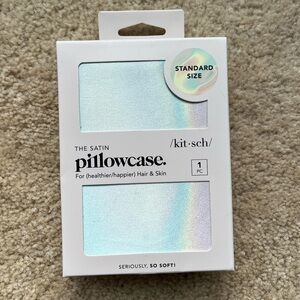 STANDARD
SIZE
/kit•sch/
THE SATIN
pillowcase.
For (healthier/happier) Hair & Skin
1
PC
SERIOUSLY, SO SOFT!